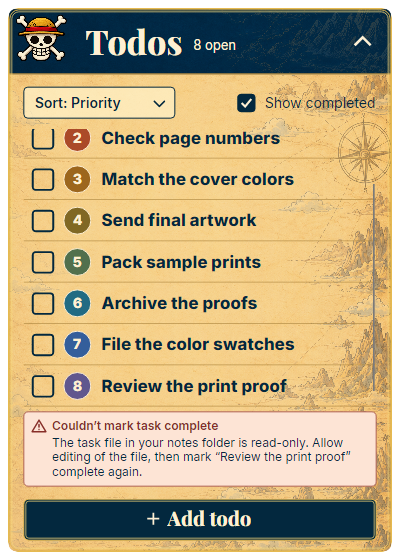 Todos 8 open
Sort: Priority Show completed
2 Check page numbers
3 Match the cover colors
4 Send final artwork
5 Pack sample prints
6 Archive the proofs
7 File the color swatches
8 Review the print proof
Couldn’t mark task complete
The task file in your notes folder is read-only. Allow
editing of the file, then mark “Review the print proof”
complete again.
+ Add todo